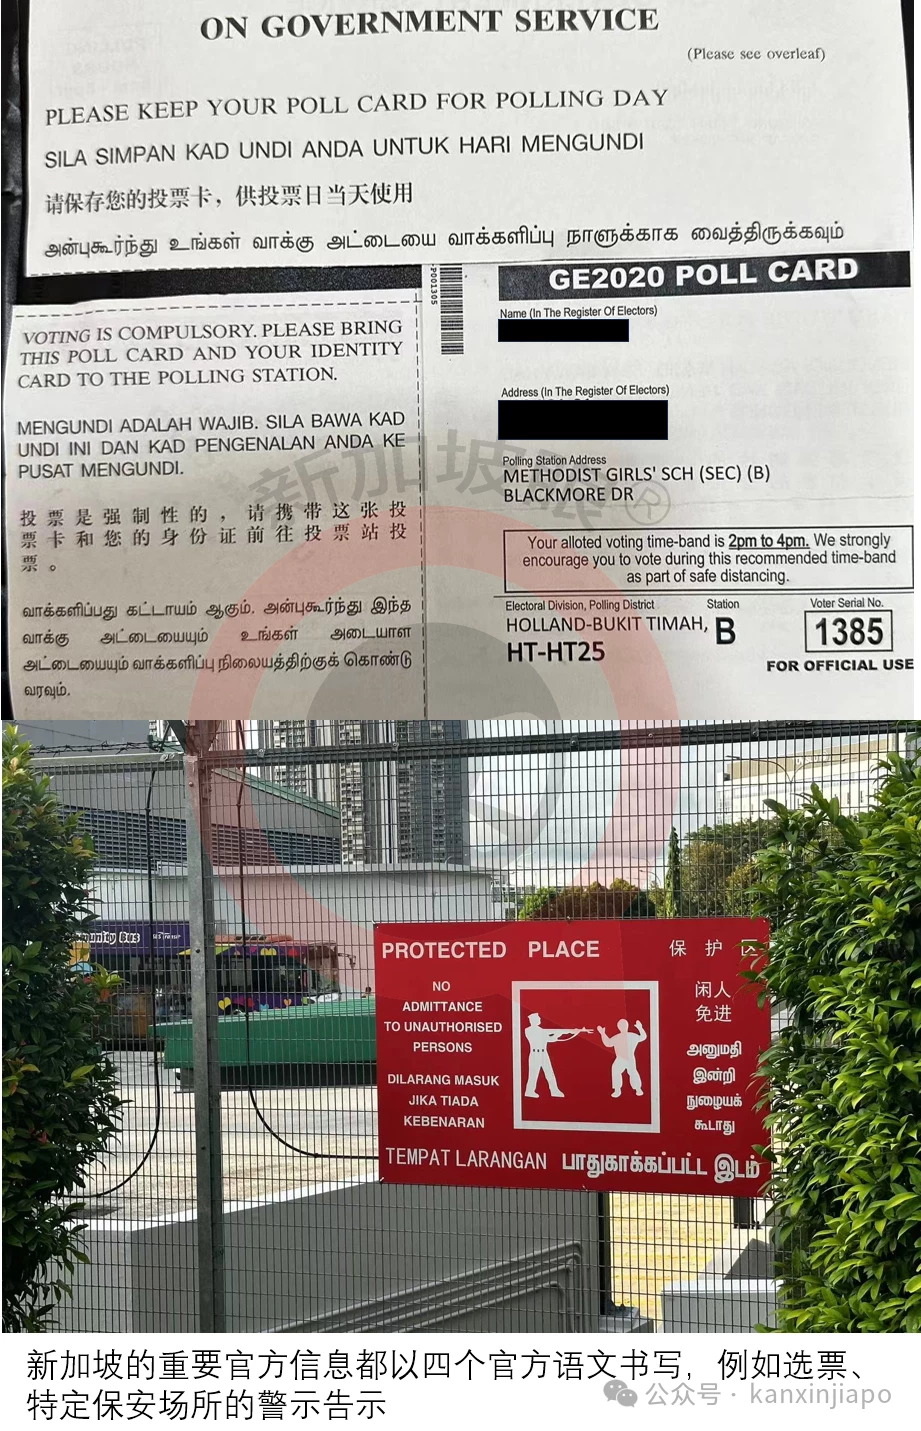 ON GOVERNMENT SERVICE
(Please see overleaf)
PLEASE KEEP YOUR POLL CARD FOR POLLING DAY
SILA SIMPAN KAD UNDI ANDA UNTUK HARI MENGUNDI
请保存您的投票卡，供投票日当天使用
அன்புகூர்ந்து உங்கள் வாக்கு அட்டையை வாக்களிப்பு நாளுக்காக வைத்திருக்கவும்
VOTING IS COMPULSORY. PLEASE BRING
THIS POLL CARD AND YOUR IDENTITY
CARD TO THE POLLING STATION.
MENGUNDI ADALAH WAJIB. SILA BAWA KAD
UNDI INI DAN KAD PENGENALAN ANDA KE
PUSAT MENGUNDI.
投票是强制性的，请携带这张投
票卡和您的身份证前往投票站投
票。
வாக்களிப்பது கட்டாயம் ஆகும். அன்புகூர்ந்து இந்த
வாக்கு அட்டையையும் உங்கள் அடையாள
அட்டையையும் வாக்களிப்பு நிலையத்திற்குக் கொண்டு
வரவும்.
P001305
GE2020 POLL CARD
Name (In The Register Of Electors)
Address (In The Register Of Electors)
Polling Station Address
METHODIST GIRLS' SCH (SEC) (B)
BLACKMORE DR
Your alloted voting time-band is 2pm to 4pm. We strongly
encourage you to vote during this recommended time-band
as part of safe distancing.
Electoral Division, Polling District
HOLLAND-BUKIT TIMAH,
HT-HT25
Station
B
Voter Serial No.
1385
FOR OFFICIAL USE
新加坡
®
Bus
PROTECTED PLACE
保护区
NO
ADMITTANCE
TO UNAUTHORISED
PERSONS
DILARANG MASUK
JIKA TIADA
KEBENARAN
闲人
免进
அனுமதி
இன்றி
நுழையக்
கூடாது
TEMPAT LARANGAN
பாதுகாக்கப்பட்ட இடம்
新加坡的重要官方信息都以四个官方语文书写，例如选票、
特定保安场所的警示告示
公众号 · kanxinjiapo